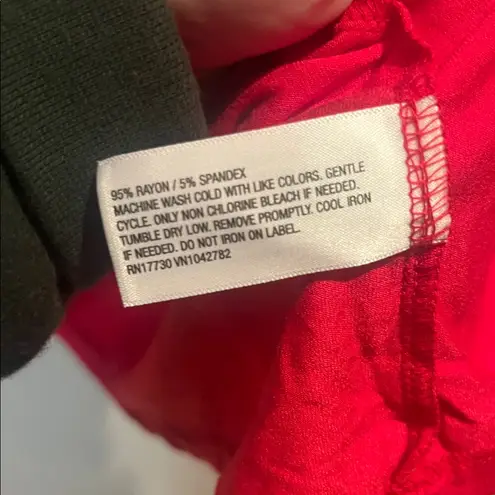 95% RAYON / 5% SPANDEX
MACHINE WASH COLD WITH LIKE COLORS. GENTLE
CYCLE. ONLY NON CHLORINE BLEACH IF NEEDED.
TUMBLE DRY LOW. REMOVE PROMPTLY. COOL IRON
IF NEEDED. DO NOT IRON ON LABEL.
RN17730 VN1042782